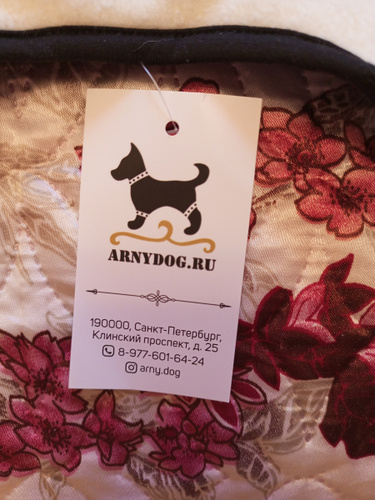 ARNYDOG.RU
190000, Санкт-Петербург,
Клинский проспект, д. 25
8-977-601-64-24
arny.dog